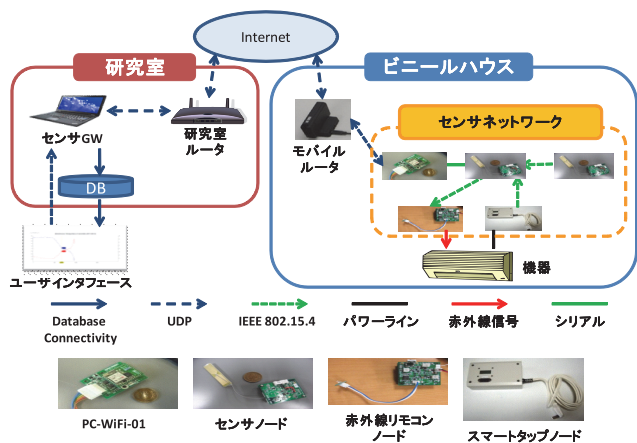 Internet
研究室
ビニールハウス
センサGW
研究室
ルータ
モバイル
ルータ
センサネットワーク
DB
ユーザインタフェース
機器
Database
Connectivity
UDP
IEEE 802.15.4
パワーライン
赤外線信号
シリアル
PC-WiFi-01
センサノード
赤外線リモコン
ノード
スマートタップノード